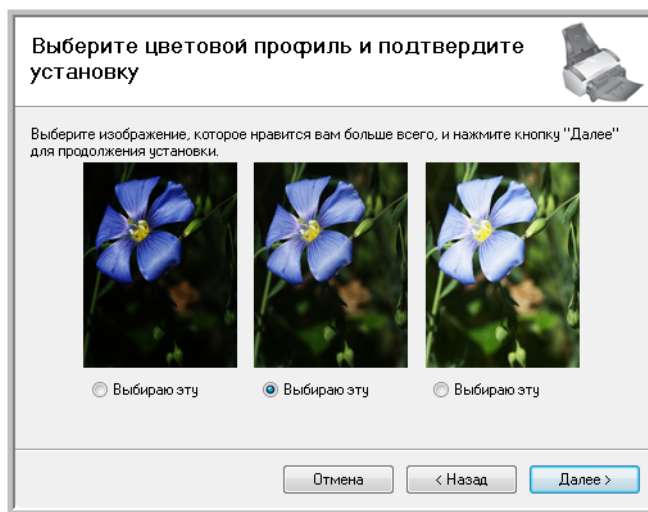 Выберите цветовой профиль и подтвердите
установку
Выберите изображение, которое нравится вам больше всего, и нажмите кнопку "Далее"
для продолжения установки.
Выбираю эту
Выбираю эту
Выбираю эту
Отмена
< Назад
Далее >